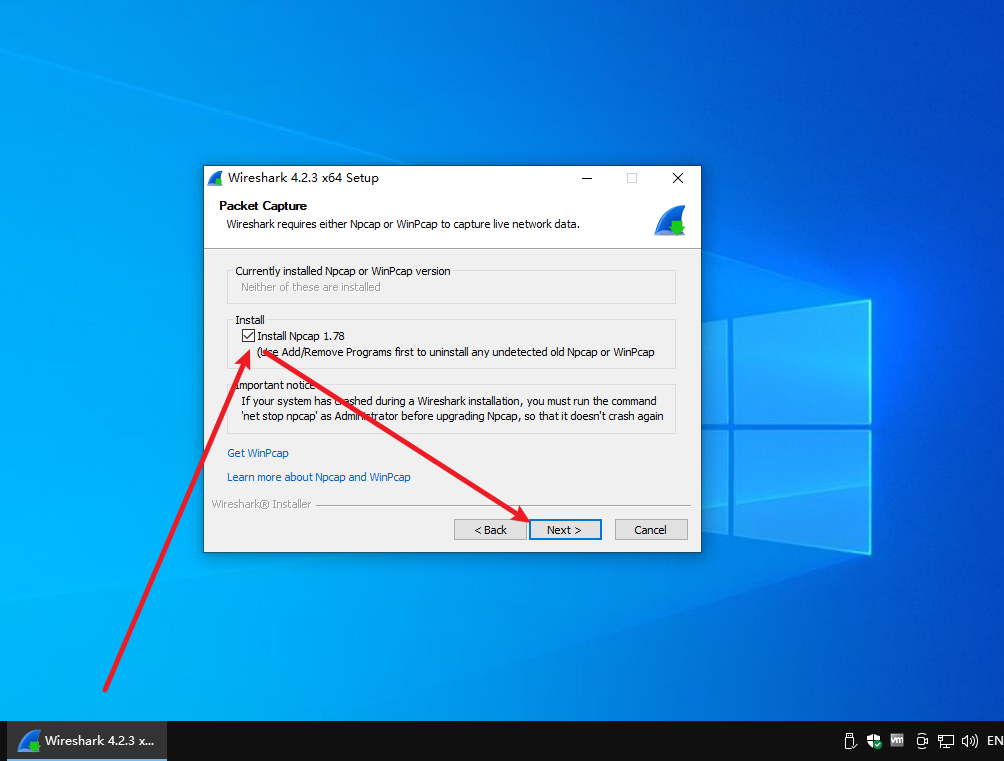 Wireshark 4.2.3 x64 Setup
Packet Capture
Wireshark requires either Npcap or WinPcap to capture live network data.
Currently installed Npcap or WinPcap version
Neither of these are installed
Install
Install Npcap 1.78
(Use Add/Remove Programs first to uninstall any undetected old Npcap or WinPcap
Important notice
If your system has crashed during a Wireshark installation, you must run the command
'net stop npcap' as Administrator before upgrading Npcap, so that it doesn't crash again
Get WinPcap
Learn more about Npcap and WinPcap
Wireshark® Installer
< Back
Next >
Cancel
Wireshark 4.2.3 x...
vm
EN